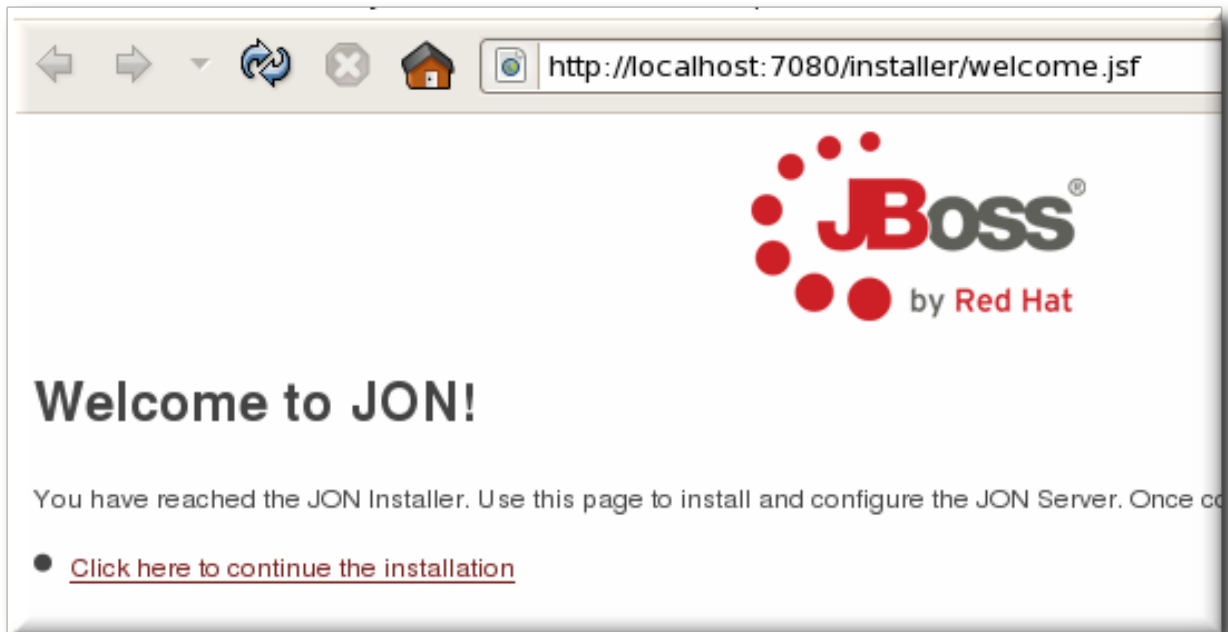 http://localhost:7080/installer/welcome.jsf
JBoss®
by Red Hat
Welcome to JON!
You have reached the JON Installer. Use this page to install and configure the JON Server. Once
Click here to continue the installation